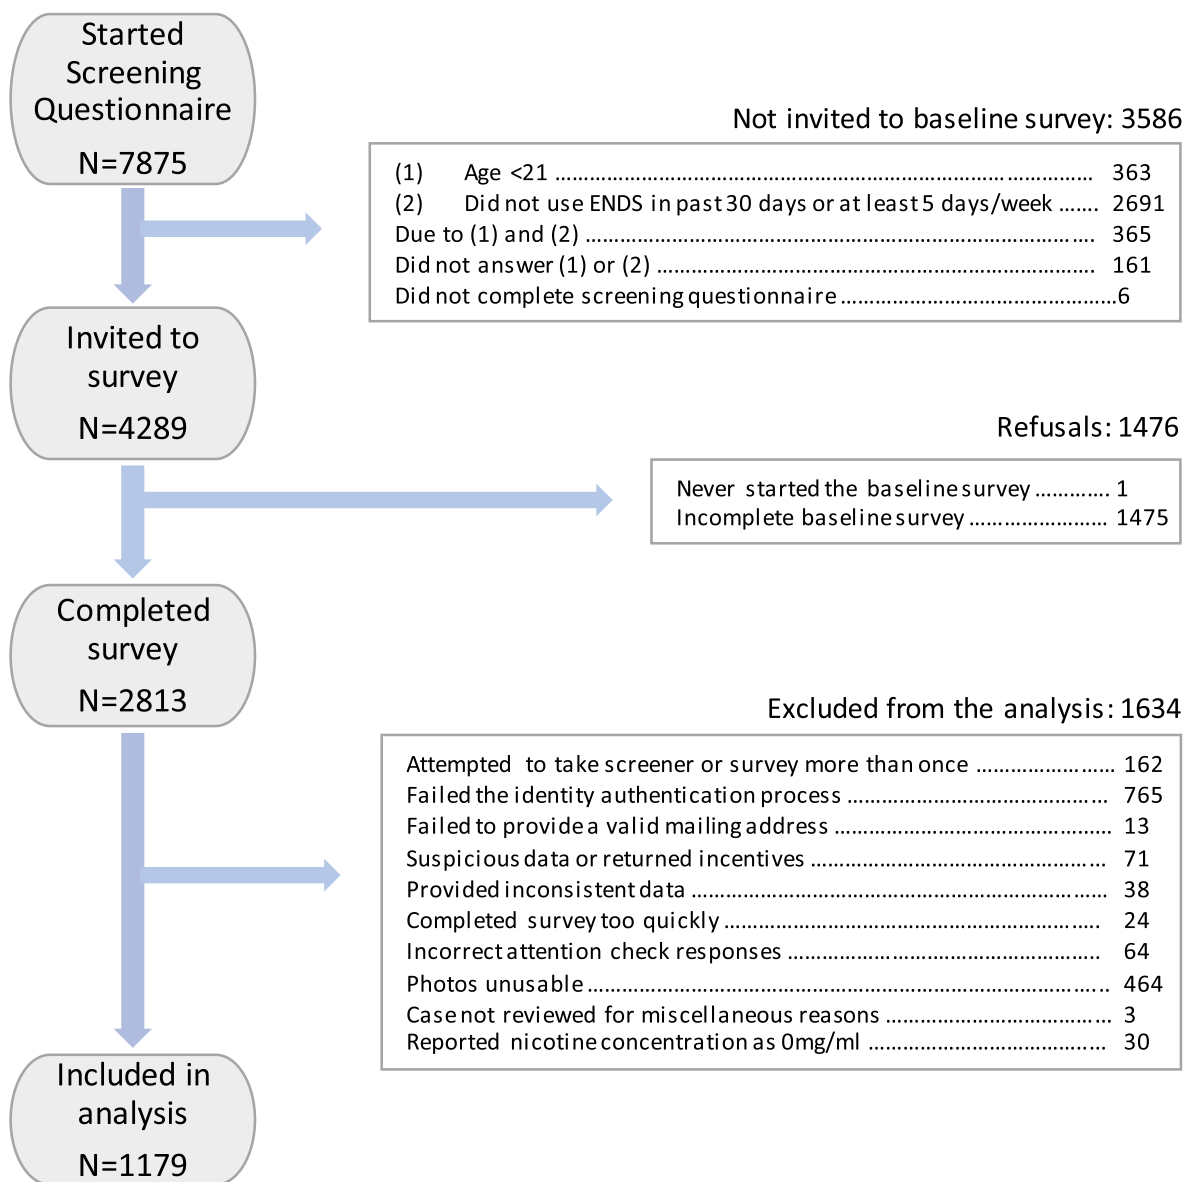 Started
Screening
Questionnaire
N=7875
Not invited to baseline survey: 3586
(1) Age <21 ........ 363
(2) Did not use ENDS in past 30 days or at least 5 days/week ...... 2691
Due to (1) and (2) ........ 365
Did not answer (1) or (2) ........ 161
Did not complete screening questionnaire ........ 6
Invited to
survey
N=4289
Refusals: 1476
Never started the baseline survey ........ 1
Incomplete baseline survey ........ 1475
Completed
survey
N=2813
Excluded from the analysis: 1634
Attempted to take screener or survey more than once ........ 162
Failed the identity authentication process ........ 765
Failed to provide a valid mailing address ........ 13
Suspicious data or returned incentives ........ 71
Provided inconsistent data ........ 38
Completed survey too quickly ........ 24
Incorrect attention check responses ........ 64
Photos unusable ........ 464
Case not reviewed for miscellaneous reasons ........ 3
Reported nicotine concentration as 0mg/ml ........ 30
Included in
analysis
N=1179